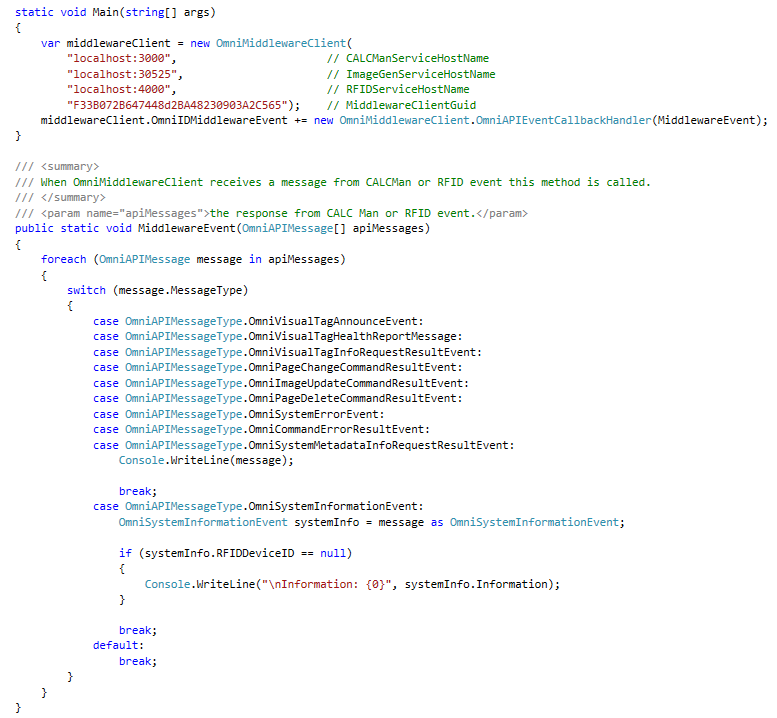 static void Main(string[] args)
{
    var middlewareClient = new OmniMiddlewareClient(
        "localhost:3000",                       // CALCManServiceHostName
        "localhost:30525",                      // ImageGenServiceHostName
        "localhost:4000",                       // RFIDServiceHostName
        "F33B072B647448d2BA48230903A2C565");    // MiddlewareClientGuid
    middlewareClient.OmniIDMiddlewareEvent += new OmniMiddlewareClient.OmniAPIEventCallbackHandler(MiddlewareEvent);
}

/// <summary>
/// When OmniMiddlewareClient receives a message from CALCMan or RFID event this method is called.
/// </summary>
/// <param name="apiMessages">the response from CALC Man or RFID event.</param>
public static void MiddlewareEvent(OmniAPIMessage[] apiMessages)
{
    foreach (OmniAPIMessage message in apiMessages)
    {
        switch (message.MessageType)
        {
            case OmniAPIMessageType.OmniVisualTagAnnounceEvent:
            case OmniAPIMessageType.OmniVisualTagHealthReportMessage:
            case OmniAPIMessageType.OmniVisualTagInfoRequestResultEvent:
            case OmniAPIMessageType.OmniPageChangeCommandResultEvent:
            case OmniAPIMessageType.OmniImageUpdateCommandResultEvent:
            case OmniAPIMessageType.OmniPageDeleteCommandResultEvent:
            case OmniAPIMessageType.OmniSystemErrorEvent:
            case OmniAPIMessageType.OmniCommandErrorResultEvent:
            case OmniAPIMessageType.OmniSystemMetadataInfoRequestResultEvent:
                Console.WriteLine(message);

                break;
            case OmniAPIMessageType.OmniSystemInformationEvent:
                OmniSystemInformationEvent systemInfo = message as OmniSystemInformationEvent;

                if (systemInfo.RFIDDeviceID == null)
                {
                    Console.WriteLine("\nInformation: {0}", systemInfo.Information);
                }

                break;
            default:
                break;
        }
    }
}